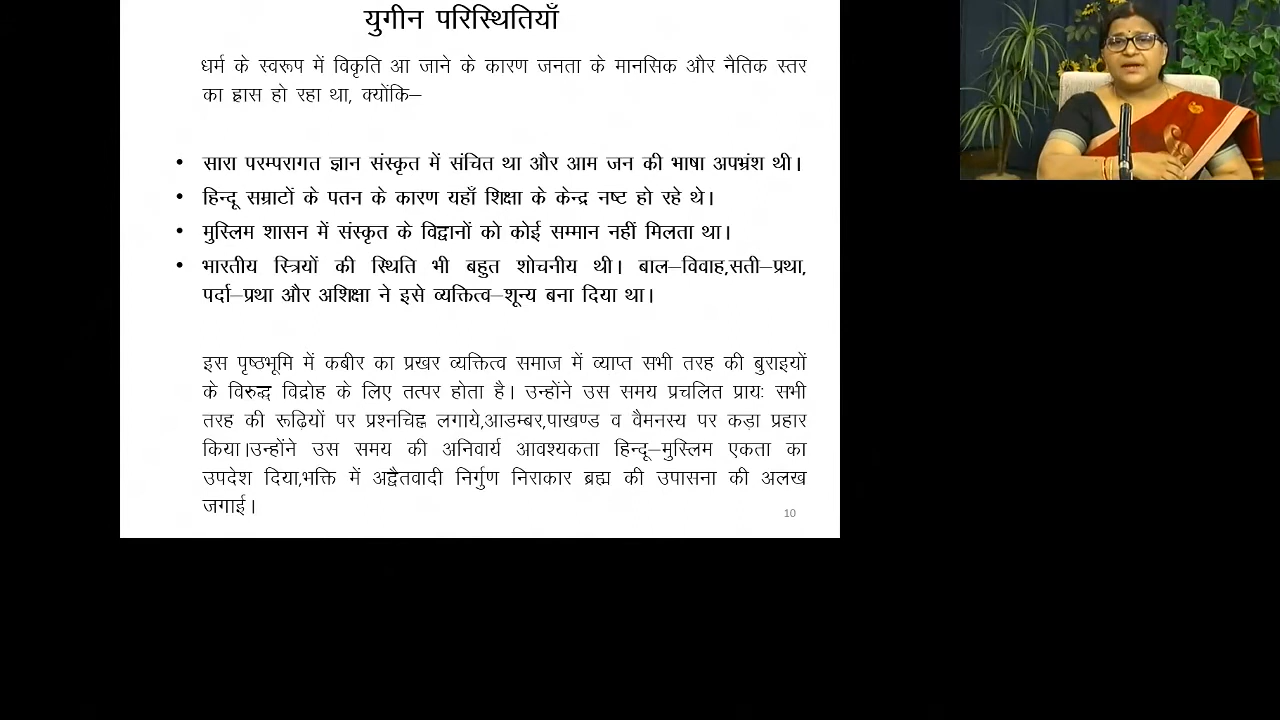 युगीन परिस्थितियाँ
धर्म के स्वरूप में विकृति आ जाने के कारण जनता के मानसिक और नैतिक स्तर
का ह्रास हो रहा था, क्योंकि–
• सारा परम्परागत ज्ञान संस्कृत में संचित था और आम जन की भाषा अपभ्रंश थी।
• हिन्दू सम्राटों के पतन के कारण यहाँ शिक्षा के केन्द्र नष्ट हो रहे थे।
• मुस्लिम शासन में संस्कृत के विद्वानों को कोई सम्मान नहीं मिलता था।
• भारतीय स्त्रियों की स्थिति भी बहुत शोचनीय थी। बाल–विवाह,सती–प्रथा,
पर्दा–प्रथा और अशिक्षा ने इसे व्यक्तित्व–शून्य बना दिया था।
इस पृष्ठभूमि में कबीर का प्रखर व्यक्तित्व समाज में व्याप्त सभी तरह की बुराइयों
के विरुद्ध विद्रोह के लिए तत्पर होता है। उन्होंने उस समय प्रचलित प्रायः सभी
तरह की रूढ़ियों पर प्रश्नचिह्न लगाये,आडम्बर,पाखण्ड व वैमनस्य पर कड़ा प्रहार
किया।उन्होंने उस समय की अनिवार्य आवश्यकता हिन्दू–मुस्लिम एकता का
उपदेश दिया,भक्ति में अद्वैतवादी निर्गुण निराकार ब्रह्म की उपासना की अलख
जगाई।
10